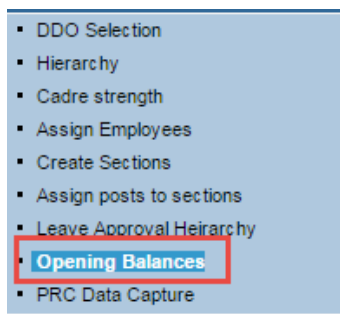 DDO Selection
Hierarchy
Cadre strength
Assign Employees
Create Sections
Assign posts to sections
Leave Approval Heirarchy
Opening Balances
PRC Data Capture